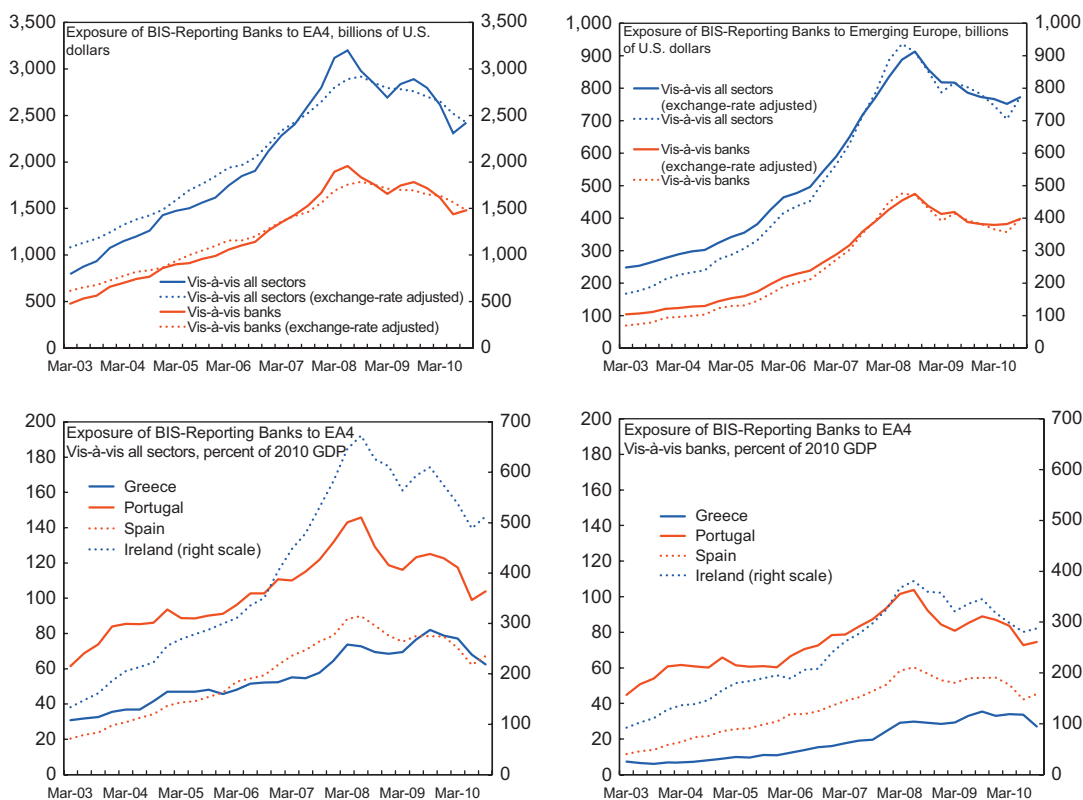 Exposure of BIS-Reporting Banks to EA4, billions of U.S.
dollars
3,500
3,000
2,500
2,000
1,500
1,000
500
0
3,500
3,000
2,500
2,000
1,500
1,000
500
0
Vis-à-vis all sectors
Vis-à-vis all sectors (exchange-rate adjusted)
Vis-à-vis banks
Vis-à-vis banks (exchange-rate adjusted)
Mar-03 Mar-04 Mar-05 Mar-06 Mar-07 Mar-08 Mar-09 Mar-10
Exposure of BIS-Reporting Banks to Emerging Europe, billions
of U.S. dollars
1,000
900
800
700
600
500
400
300
200
100
0
1,000
900
800
700
600
500
400
300
200
100
0
Vis-à-vis all sectors
(exchange-rate adjusted)
Vis-à-vis all sectors
Vis-à-vis banks
(exchange-rate adjusted)
Vis-à-vis banks
Mar-03 Mar-04 Mar-05 Mar-06 Mar-07 Mar-08 Mar-09 Mar-10
Exposure of BIS-Reporting Banks to EA4
Vis-à-vis all sectors, percent of 2010 GDP
200
180
160
140
120
100
80
60
40
20
0
700
600
500
400
300
200
100
0
Greece
Portugal
Spain
Ireland (right scale)
Mar-03 Mar-04 Mar-05 Mar-06 Mar-07 Mar-08 Mar-09 Mar-10
Exposure of BIS-Reporting Banks to EA4
Vis-à-vis banks, percent of 2010 GDP
200
180
160
140
120
100
80
60
40
20
0
700
600
500
400
300
200
100
0
Greece
Portugal
Spain
Ireland (right scale)
Mar-03 Mar-04 Mar-05 Mar-06 Mar-07 Mar-08 Mar-09 Mar-10